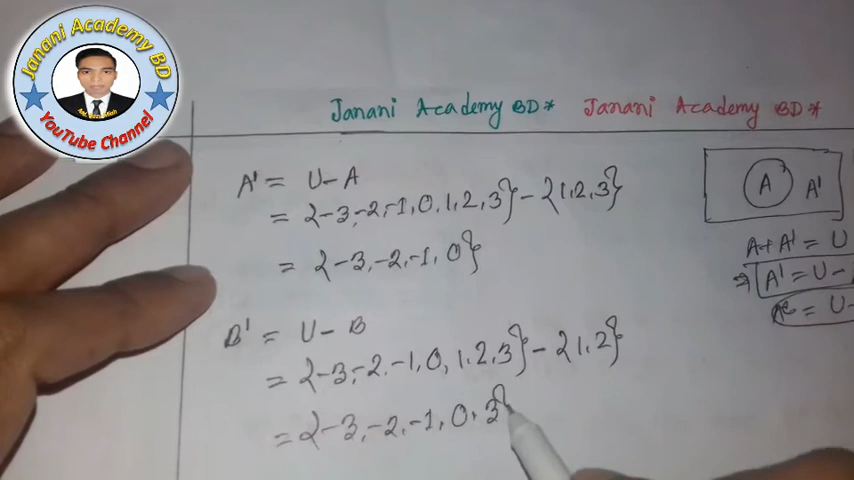 Janani Academy BD
YouTube Channel
Janani Academy BD* Janani Academy BD*
A' = U - A
= {-3, -2, -1, 0, 1, 2, 3} - {1, 2, 3}
= {-3, -2, -1, 0}
B' = U - B
= {-3, -2, -1, 0, 1, 2, 3} - {1, 2}
= {-3, -2, -1, 0, 3}
A A'
A + A' = U
⇒ A' = U -
= U -